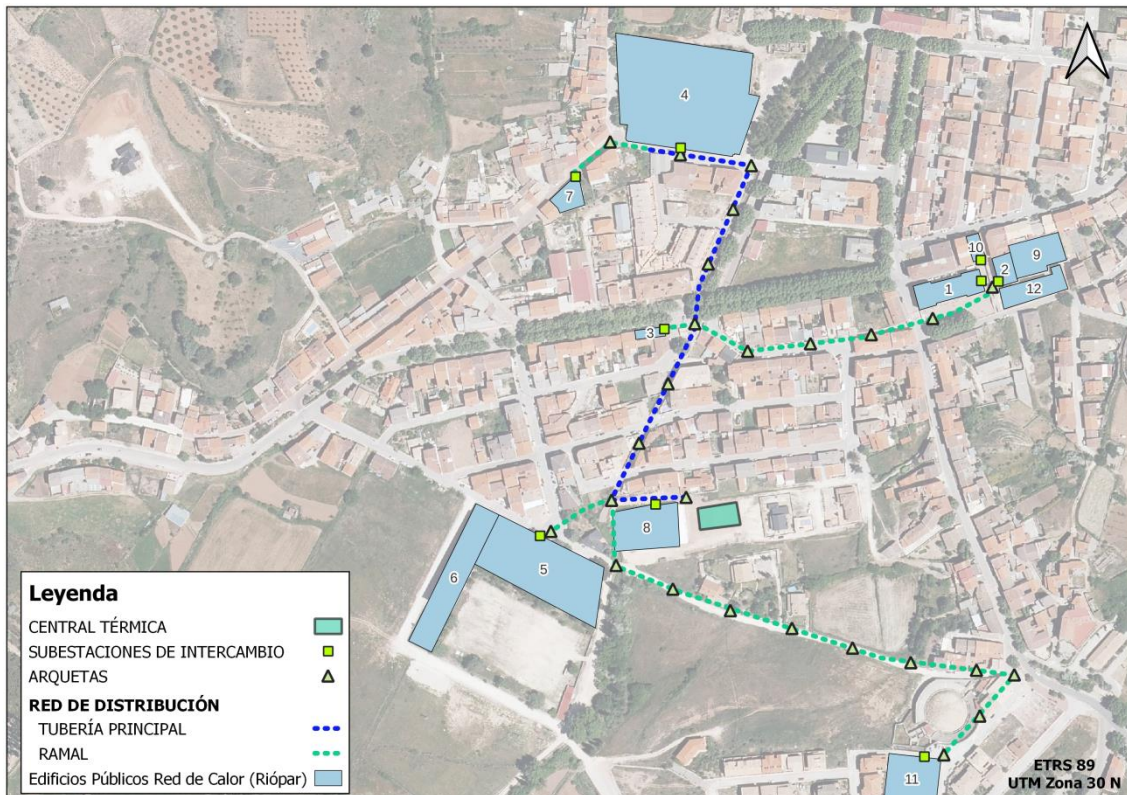 4
7
10
2
9
1
12
3
8
6
5
11
Leyenda
CENTRAL TÉRMICA
SUBESTACIONES DE INTERCAMBIO
ARQUETAS
RED DE DISTRIBUCIÓN
TUBERÍA PRINCIPAL
RAMAL
Edificios Públicos Red de Calor (Riópar)
ETRS 89
UTM Zona 30 N